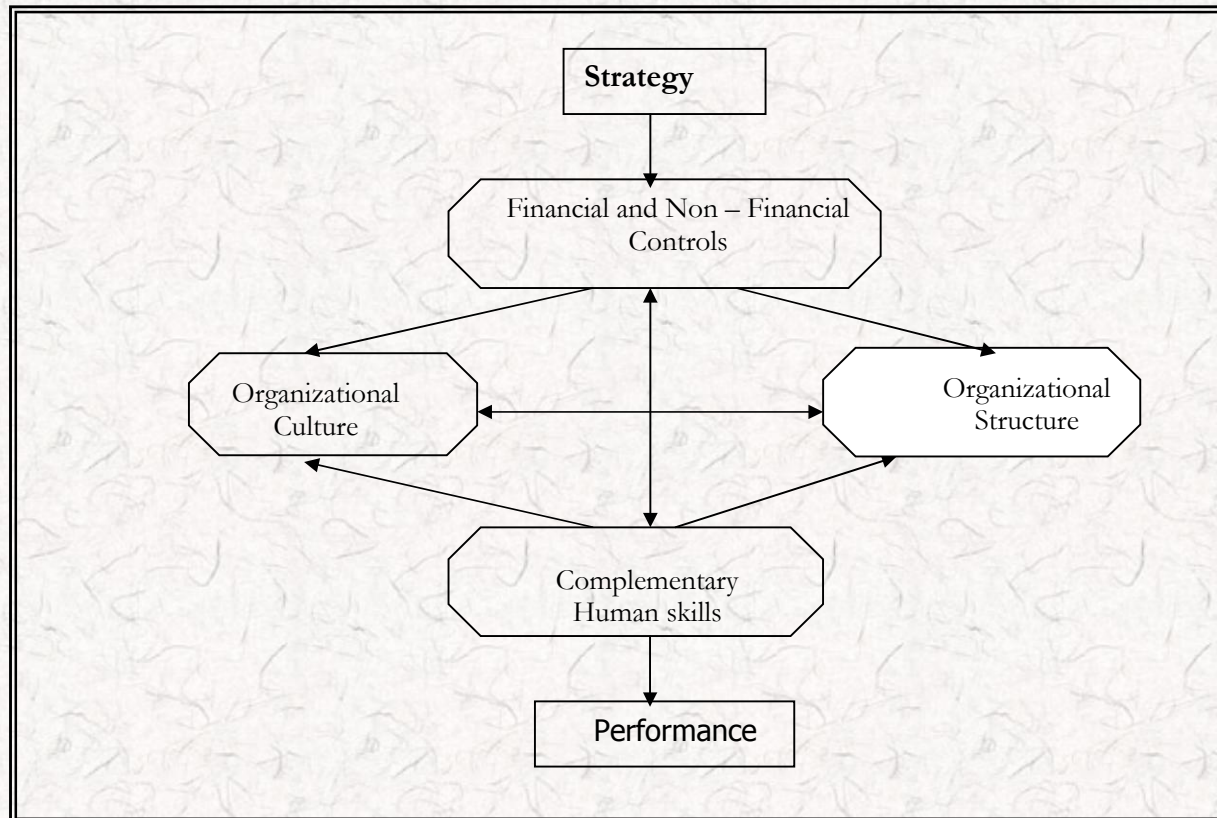 Strategy
Financial and Non – Financial
Controls
Organizational
Culture
Organizational
Structure
Complementary
Human skills
Performance